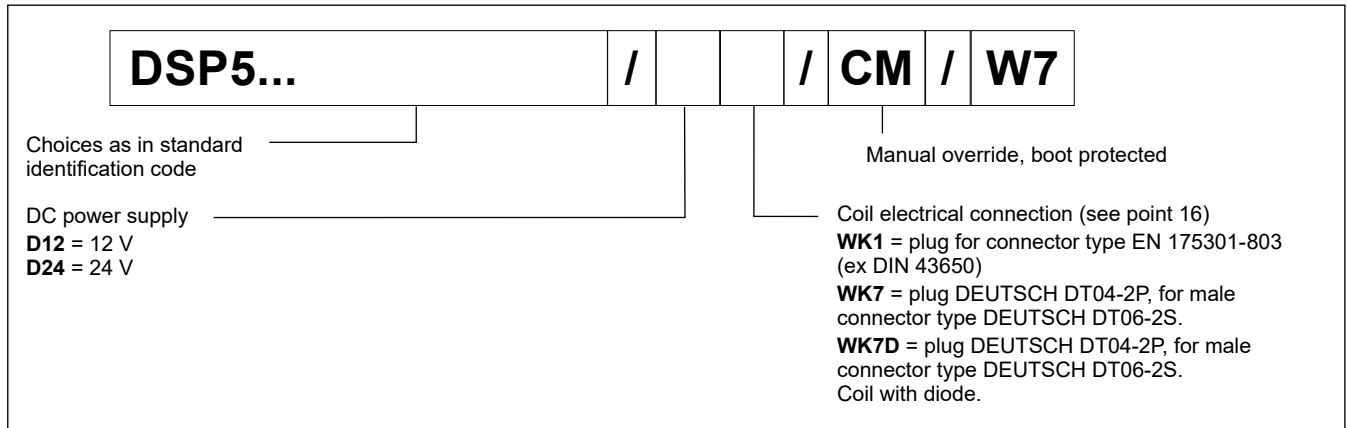 DSP5... / / CM / W7
Choices as in standard
identification code
Manual override, boot protected
DC power supply
D12 = 12 V
D24 = 24 V
Coil electrical connection (see point 16)
WK1 = plug for connector type EN 175301-803
(ex DIN 43650)
WK7 = plug DEUTSCH DT04-2P, for male
connector type DEUTSCH DT06-2S.
WK7D = plug DEUTSCH DT04-2P, for male
connector type DEUTSCH DT06-2S.
Coil with diode.